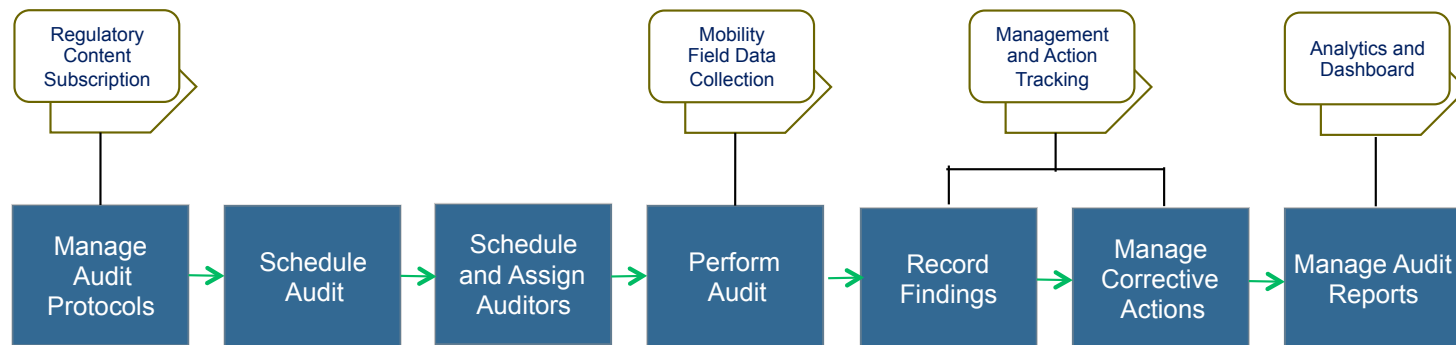 Regulatory
Content
Subscription
Mobility
Field Data
Collection
Management
and Action
Tracking
Analytics and
Dashboard
Manage
Audit
Protocols
Schedule
Audit
Schedule
and Assign
Auditors
Perform
Audit
Record
Findings
Manage
Corrective
Actions
Manage Audit
Reports